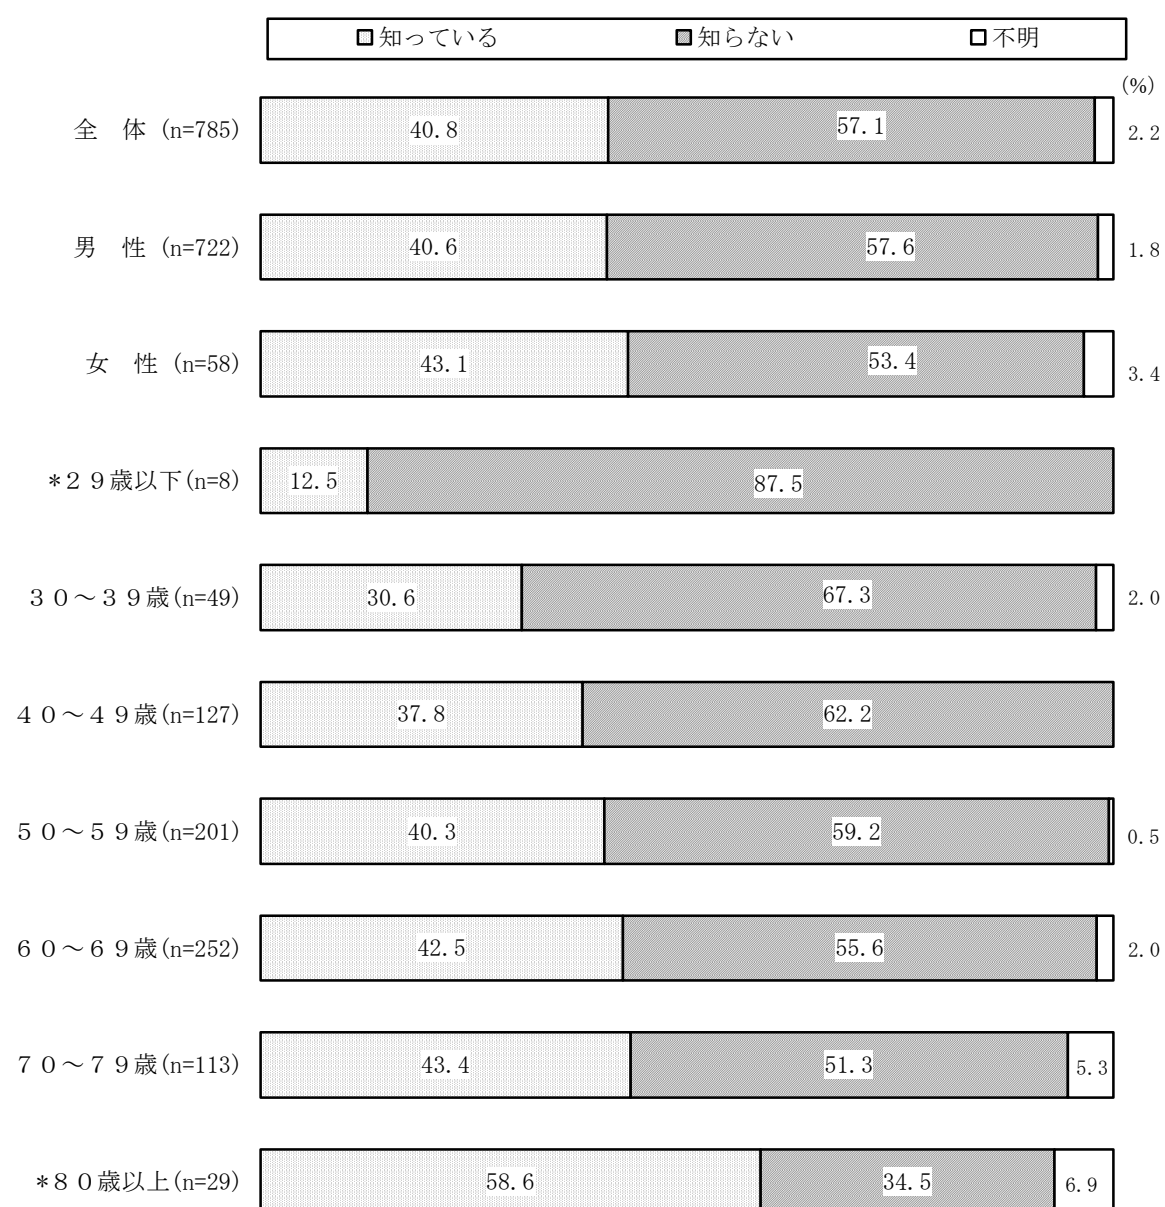 □知っている ■知らない □不明
(%)
全　体 (n=785) 40.8 57.1 2.2
男　性 (n=722) 40.6 57.6 1.8
女　性 (n=58) 43.1 53.4 3.4
*２９歳以下(n=8) 12.5 87.5
３０～３９歳(n=49) 30.6 67.3 2.0
４０～４９歳(n=127) 37.8 62.2
５０～５９歳(n=201) 40.3 59.2 0.5
６０～６９歳(n=252) 42.5 55.6 2.0
７０～７９歳(n=113) 43.4 51.3 5.3
*８０歳以上(n=29) 58.6 34.5 6.9